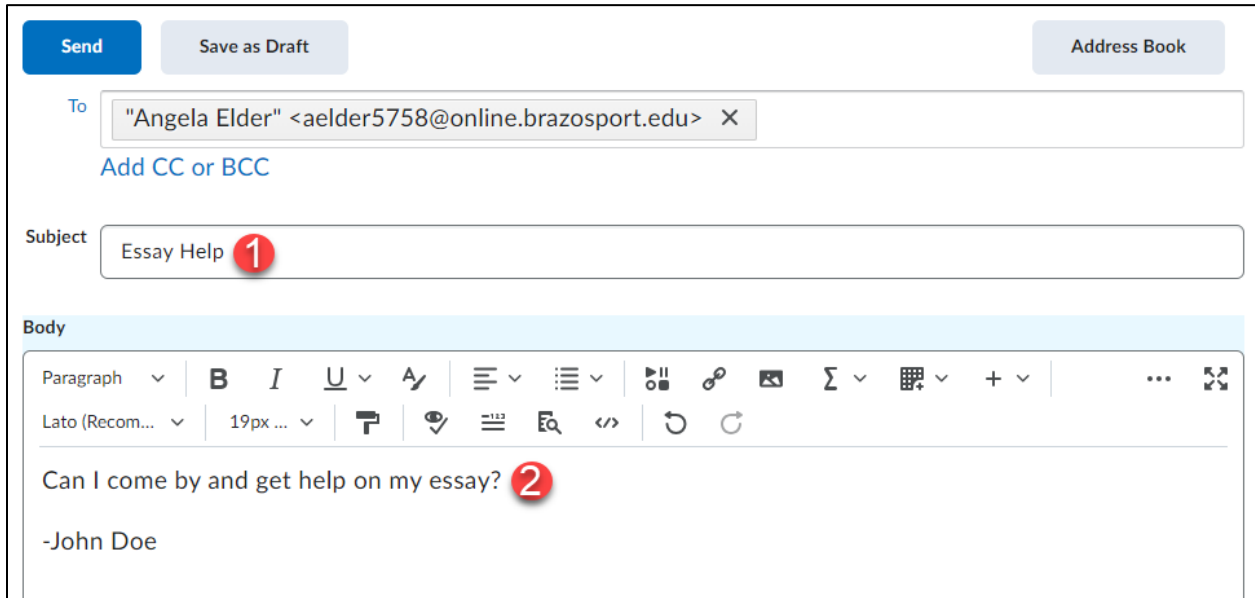 Send Save as Draft Address Book
To "Angela Elder" <aelder5758@online.brazosport.edu> ×
Add CC or BCC
Subject Essay Help 1
Body
Paragraph B I U A Σ +
Lato (Recom... 19px ... 123 </>
Can I come by and get help on my essay? 2
-John Doe